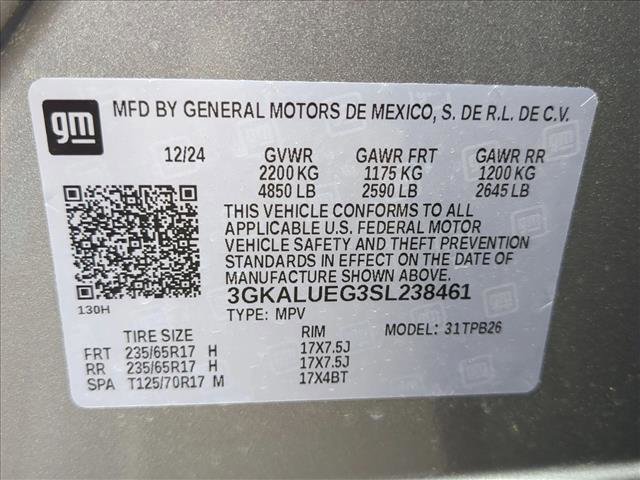 gm
MFD BY GENERAL MOTORS DE MEXICO, S. DE R.L. DE C.V.
12/24 GVWR GAWR FRT GAWR RR
2200 KG 1175 KG 1200 KG
4850 LB 2590 LB 2645 LB
THIS VEHICLE CONFORMS TO ALL
APPLICABLE U.S. FEDERAL MOTOR
VEHICLE SAFETY AND THEFT PREVENTION
STANDARDS IN EFFECT ON THE DATE OF
MANUFACTURE SHOWN ABOVE.
3GKALUEG3SL238461
130H
TYPE: MPV MODEL: 31TPB26
TIRE SIZE RIM
FRT 235/65R17 H 17X7.5J
RR 235/65R17 H 17X7.5J
SPA T125/70R17 M 17X4BT